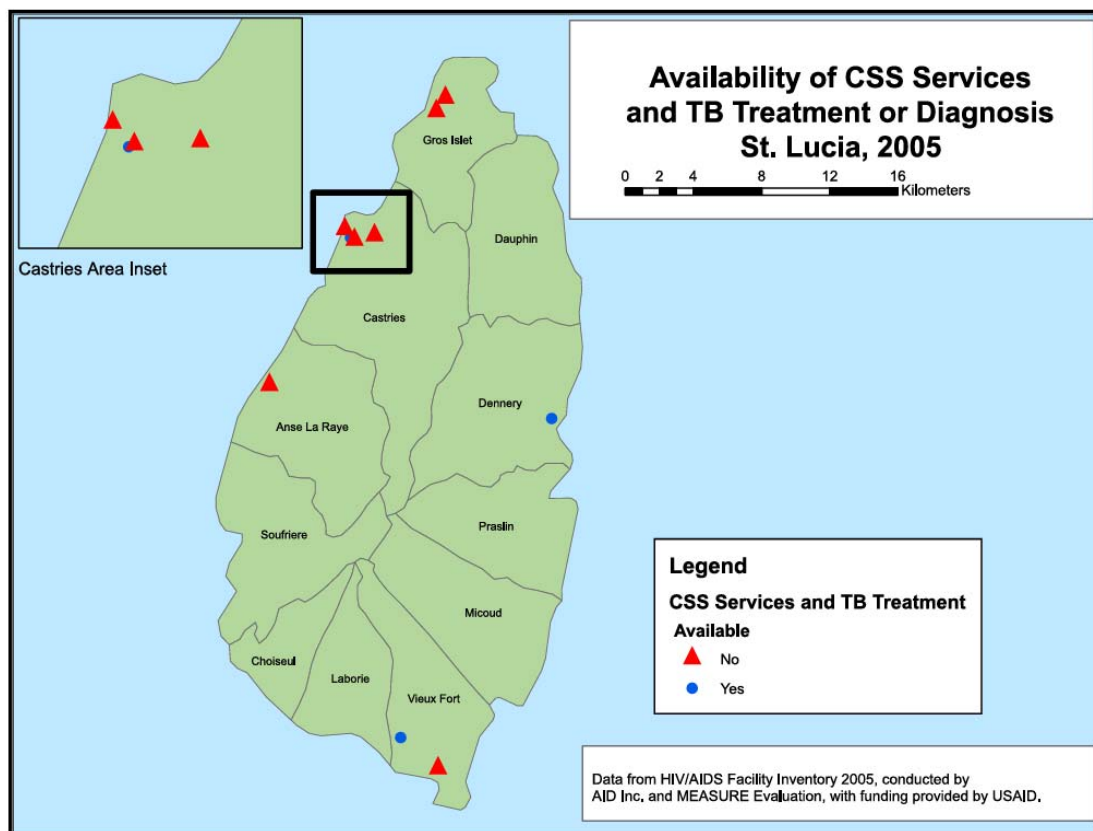 Availability of CSS Services
and TB Treatment or Diagnosis
St. Lucia, 2005
0 2 4 8 12 16
Kilometers
Castries Area Inset
Gros Islet
Dauphin
Castries
Dennery
Anse La Raye
Praslin
Soufriere
Micoud
Choiseul
Laborie
Vieux Fort
Legend
CSS Services and TB Treatment
Available
No
Yes
Data from HIV/AIDS Facility Inventory 2005, conducted by
AID Inc. and MEASURE Evaluation, with funding provided by USAID.